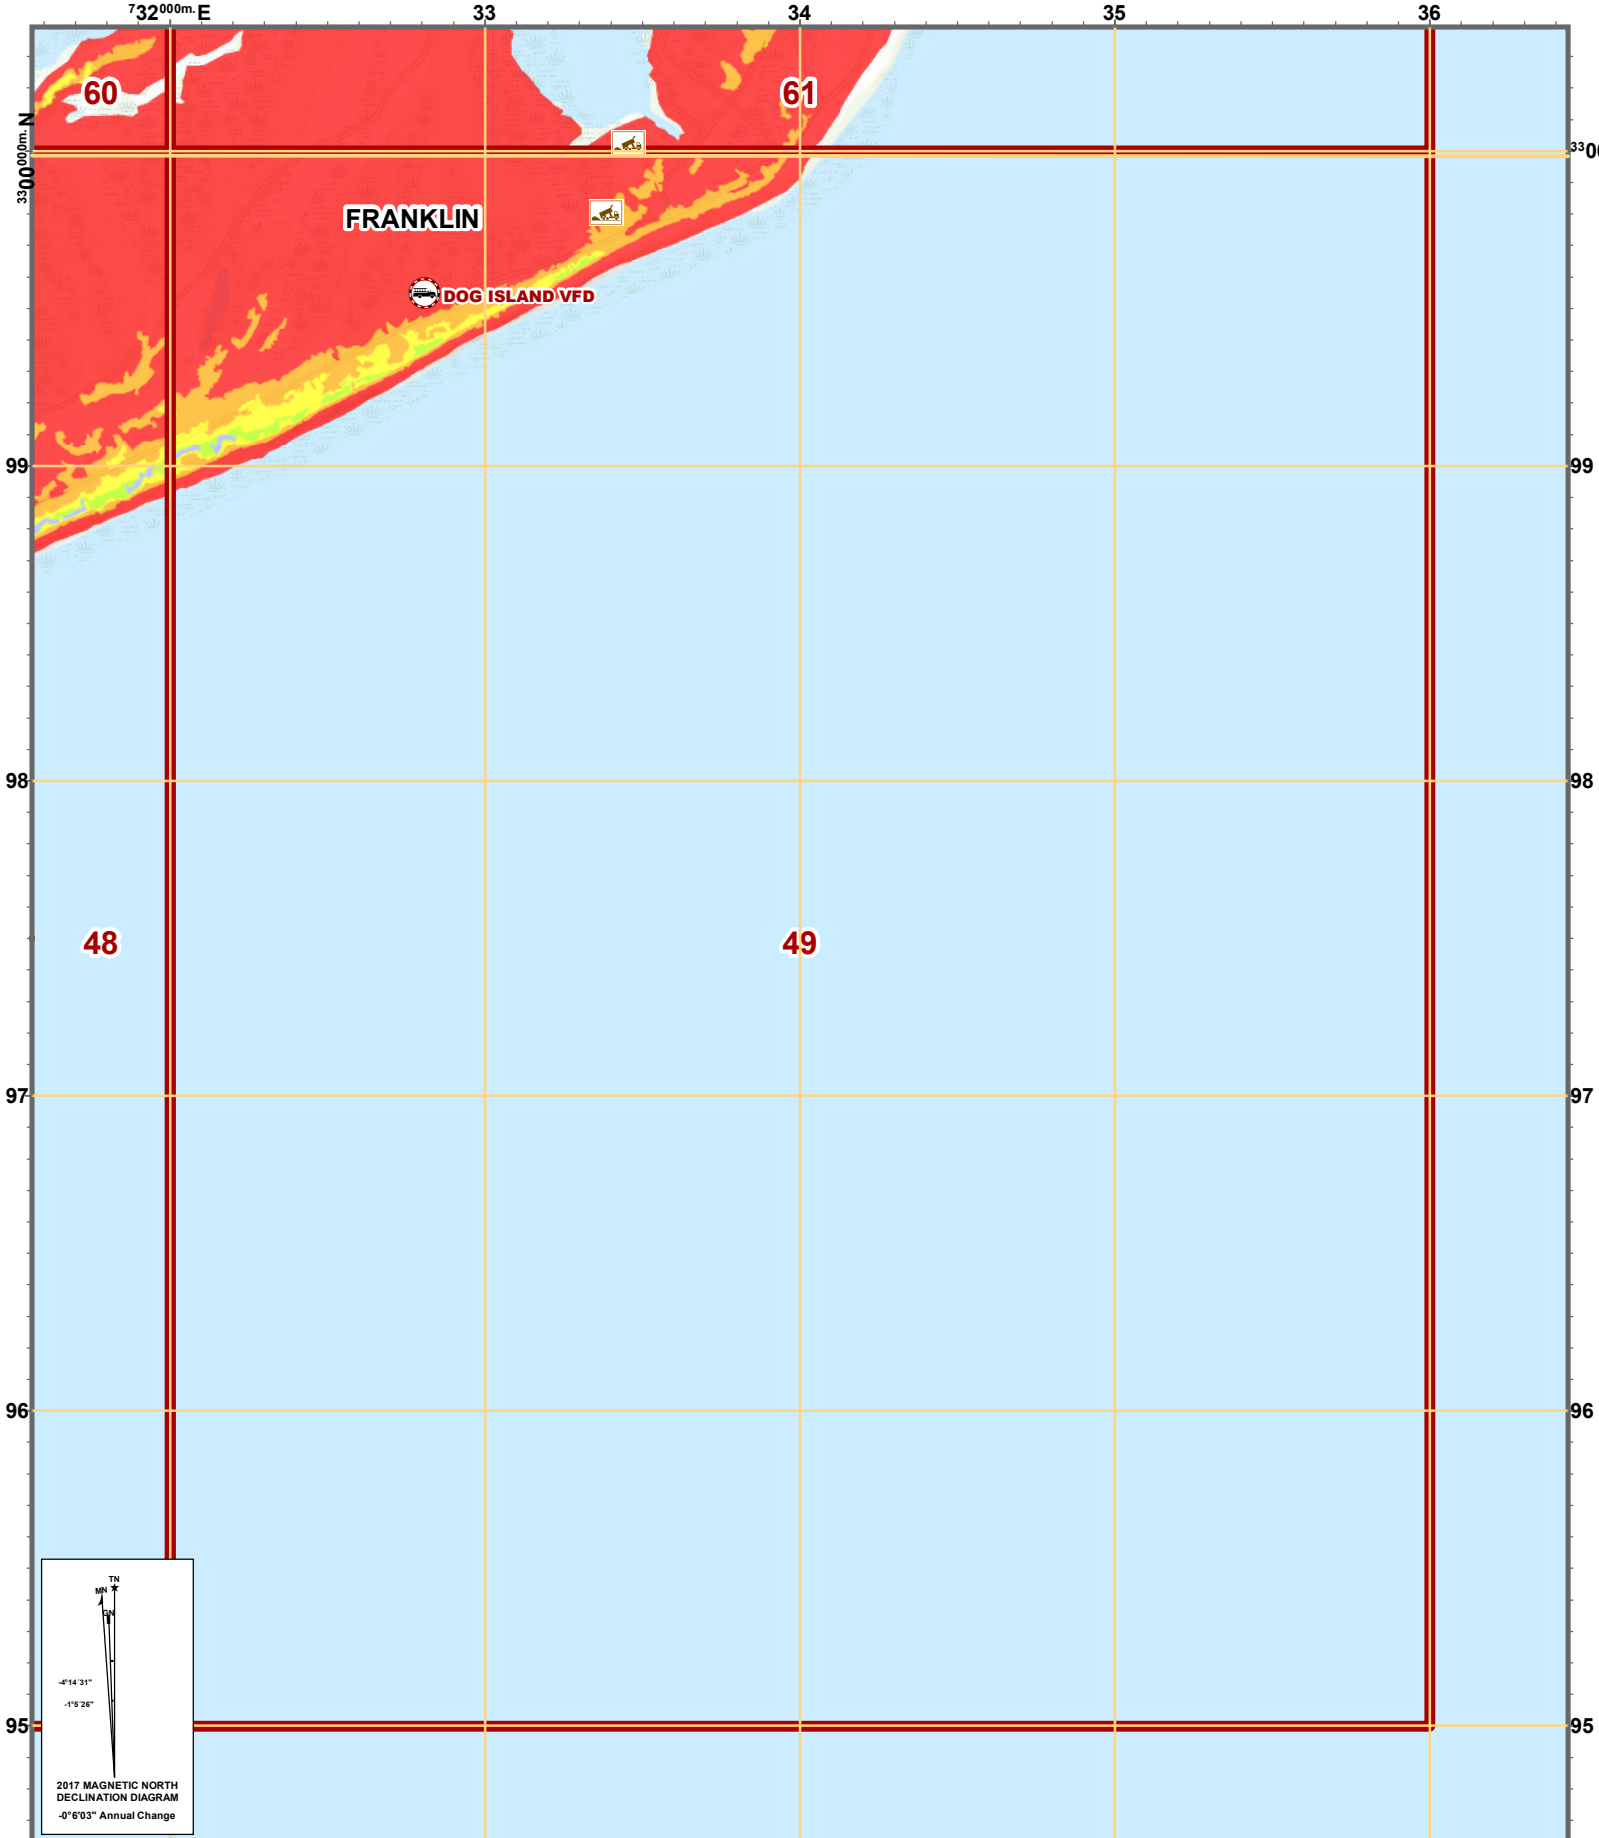 732000m. E 33 34 35 36
60 61
3300000m. N
3300
FRANKLIN
DOG ISLAND VFD
99 99
98 98
48 49
97 97
96 96
95 95
TN
MN
GN
-4°14'31"
-1°5'26"
2017 MAGNETIC NORTH
DECLINATION DIAGRAM
-0°6'03" Annual Change